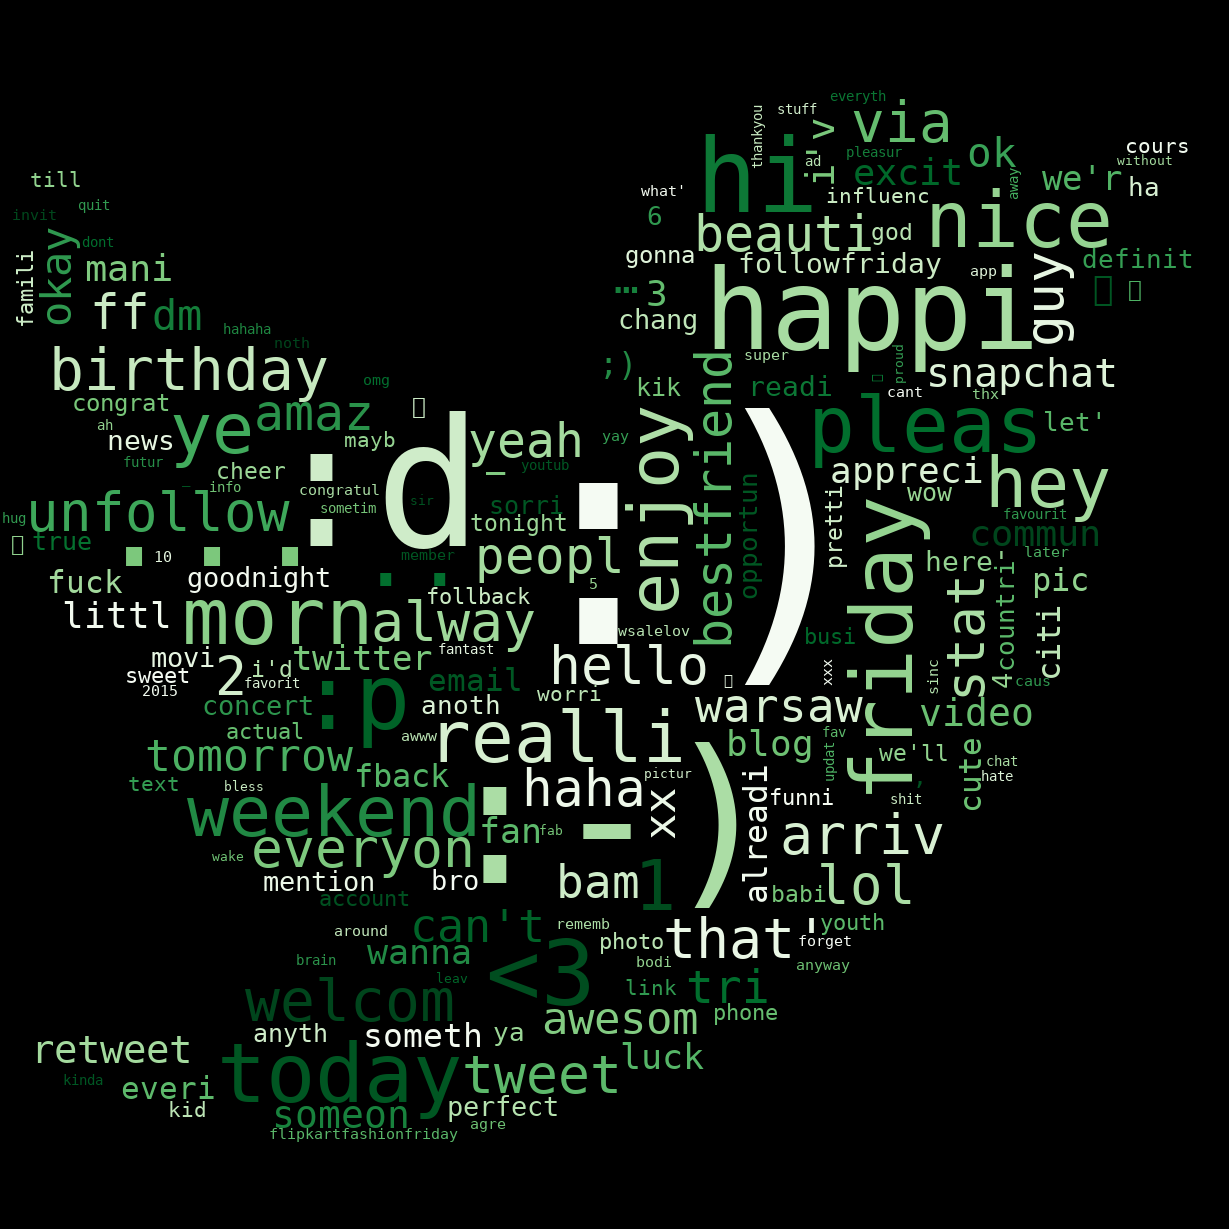 everyth
stuff
thankyou
via
i'v
hi
ad
pleasur
excit
ok
cours
without
away
we'r
ha
till
quit
invit
dont
what'
6
influenc
nice
beauti
god
famili
okay
mani
gonna
followfriday
app
guy
definit
ff
dm
… 3
happi
chang
hahaha
noth
birthday
omg
;)
super
bestfriend
proud
snapchat
congrat
ye
amaz
kik
readi
cant
thx
ah
news
mayb
:d
yeah
yay
enjoy
pleas
let'
futur
cheer
_
youtub
:)
appreci
hey
info
congratul
sometim
sir
sorri
opportun
pretti
wow
favourit
hug
unfollow
tonight
friday
commun
true
...
10
member
peopl
later
here
fuck
goodnight
..
5
stat
4countri
pic
littl
morn
follback
alway
wsalelov
busi
citi
movi
i'd
twitter
fantast
hello
xxx
sinc
caus
sweet
2015
2
favorit
:p
email
worri
concert
anoth
warsaw
video
actual
awww
realli
blog
fav
updat
we'll
tomorrow
fback
pictur
cute
chat
hate
text
bless
weekend
:-)
haha
xx
alreadi
funni
shit
,
fan
fab
arriv
wake
everyon
mention
bro
bam
1
babi
lol
account
can't
rememb
youth
around
photo
that'
forget
brain
wanna
bodi
anyway
leav
<3
link
tri
welcom
awesom
phone
anyth
someth
ya
retweet
luck
kinda
everi
today
tweet
kid
someon
perfect
agre
flipkartfashionfriday